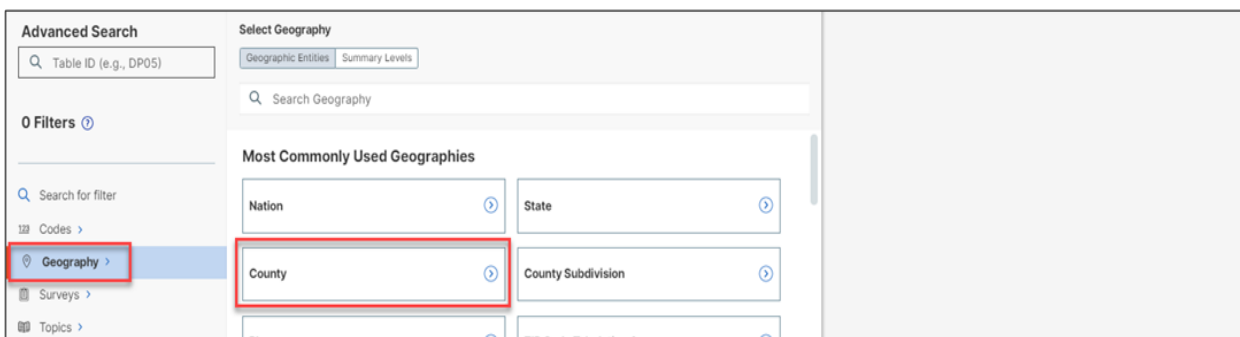 Advanced Search
Table ID (e.g., DP05)
0 Filters
Search for filter
123 Codes
Geography
Surveys
Topics
Select Geography
Geographic Entities Summary Levels
Search Geography
Most Commonly Used Geographies
Nation State
County County Subdivision